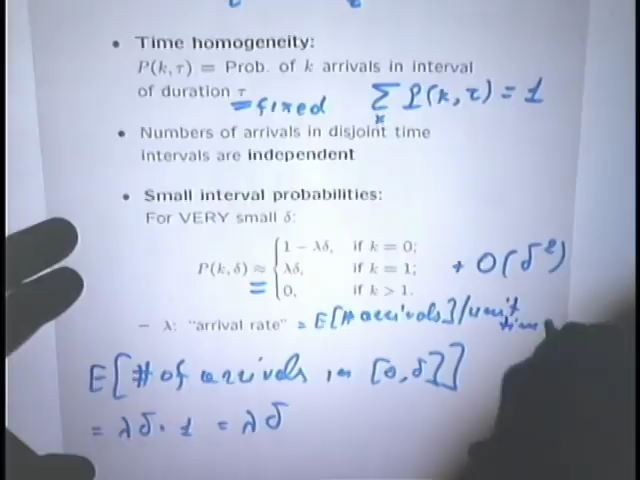 • Time homogeneity:
P(k, τ) = Prob. of k arrivals in interval
of duration τ
= fixed Σ P(k, τ) = 1
k
• Numbers of arrivals in disjoint time
intervals are independent
• Small interval probabilities:
For VERY small δ:
1 − λδ, if k = 0;
P(k, δ) ≈ { λδ, if k = 1; + O(δ²)
= 0, if k > 1.
– λ: "arrival rate" = E[# arrivals]/unit
time
E[# of arrivals in [0, δ]]
= λδ · 1 = λδ